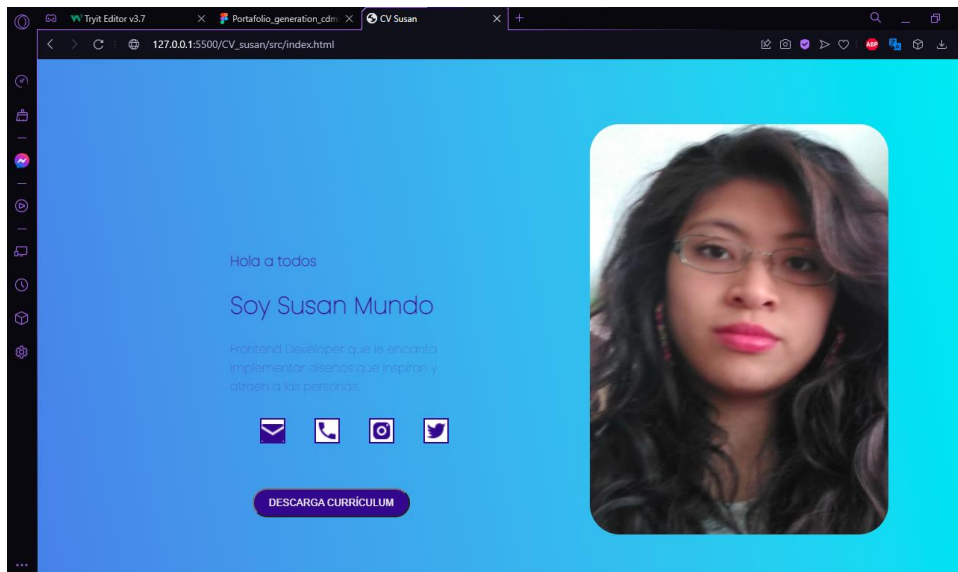 Tryit Editor v3.7
Portafolio_generation_cdm
CV Susan
127.0.0.1:5500/CV_susan/src/index.html
ABP
Hola a todos
Soy Susan Mundo
Frontend Developer que le encanta
implementar diseños que inspiran y
atraen a las personas.
DESCARGA CURRÍCULUM